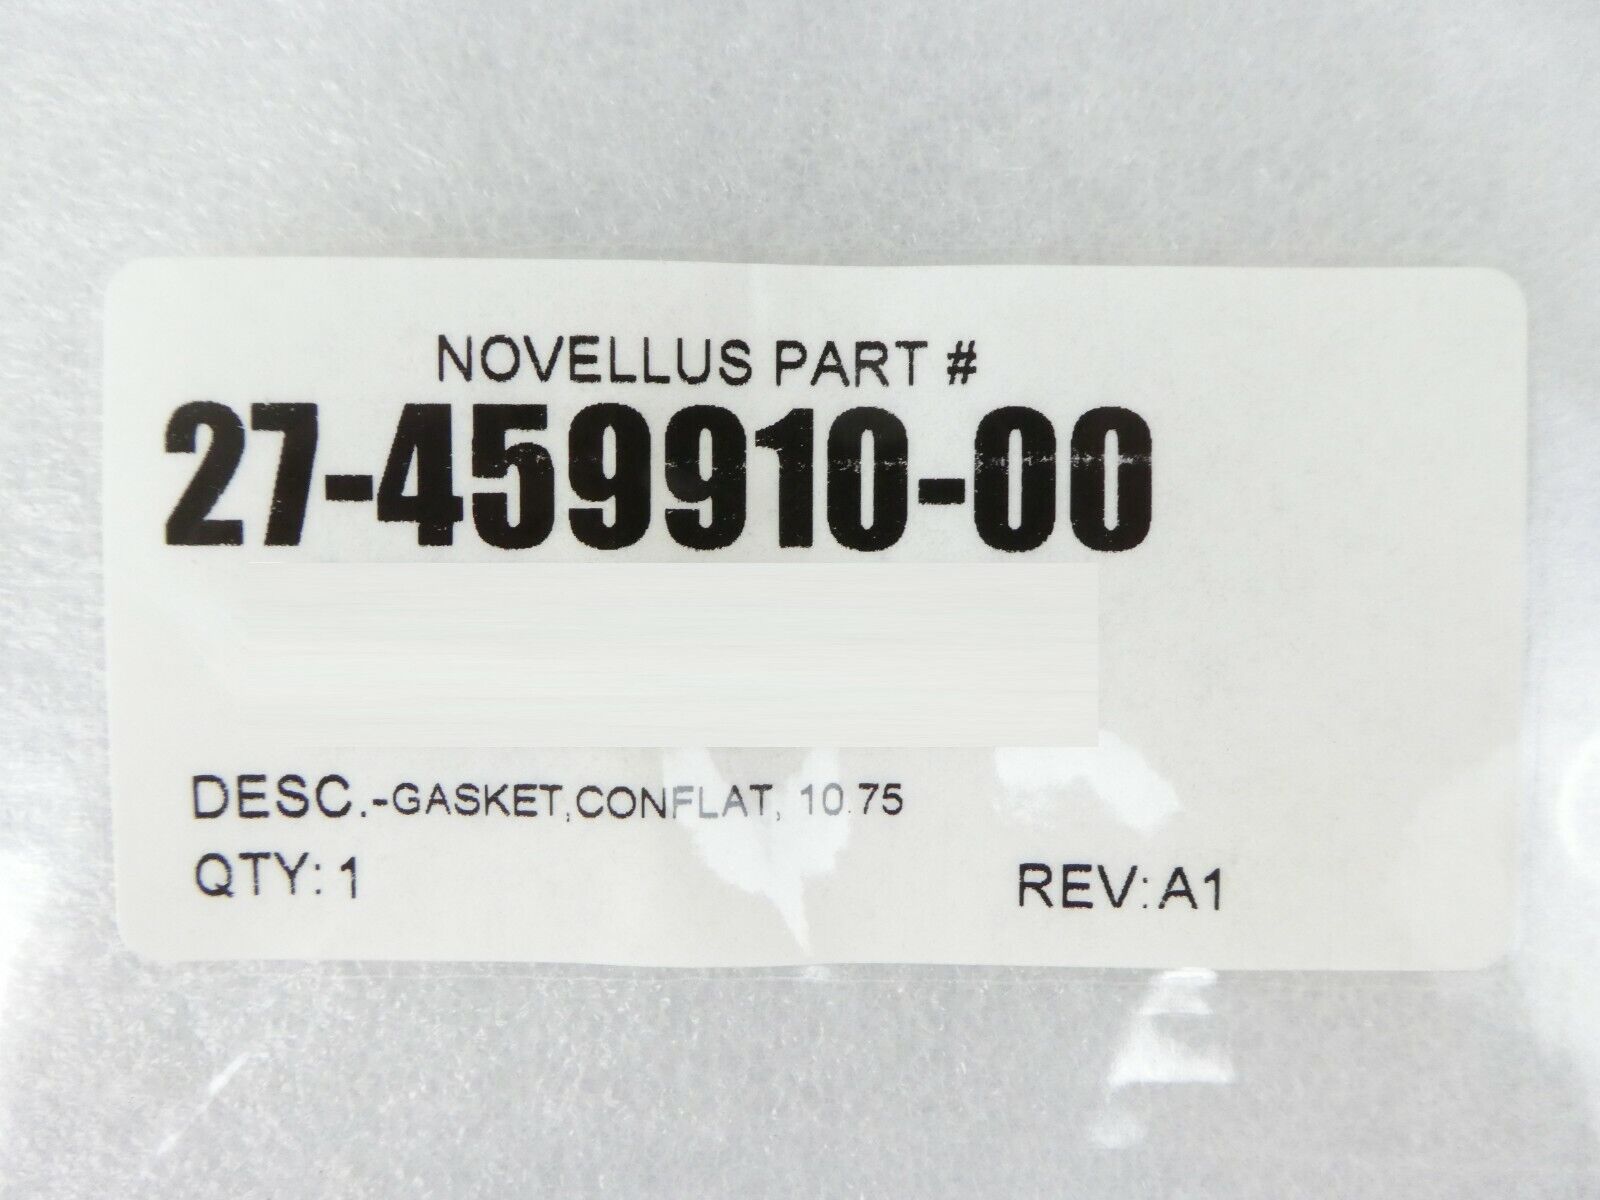 NOVELLUS PART #
27-459910-00
DESC.-GASKET,CONFLAT, 10.75
QTY: 1
REV: A1